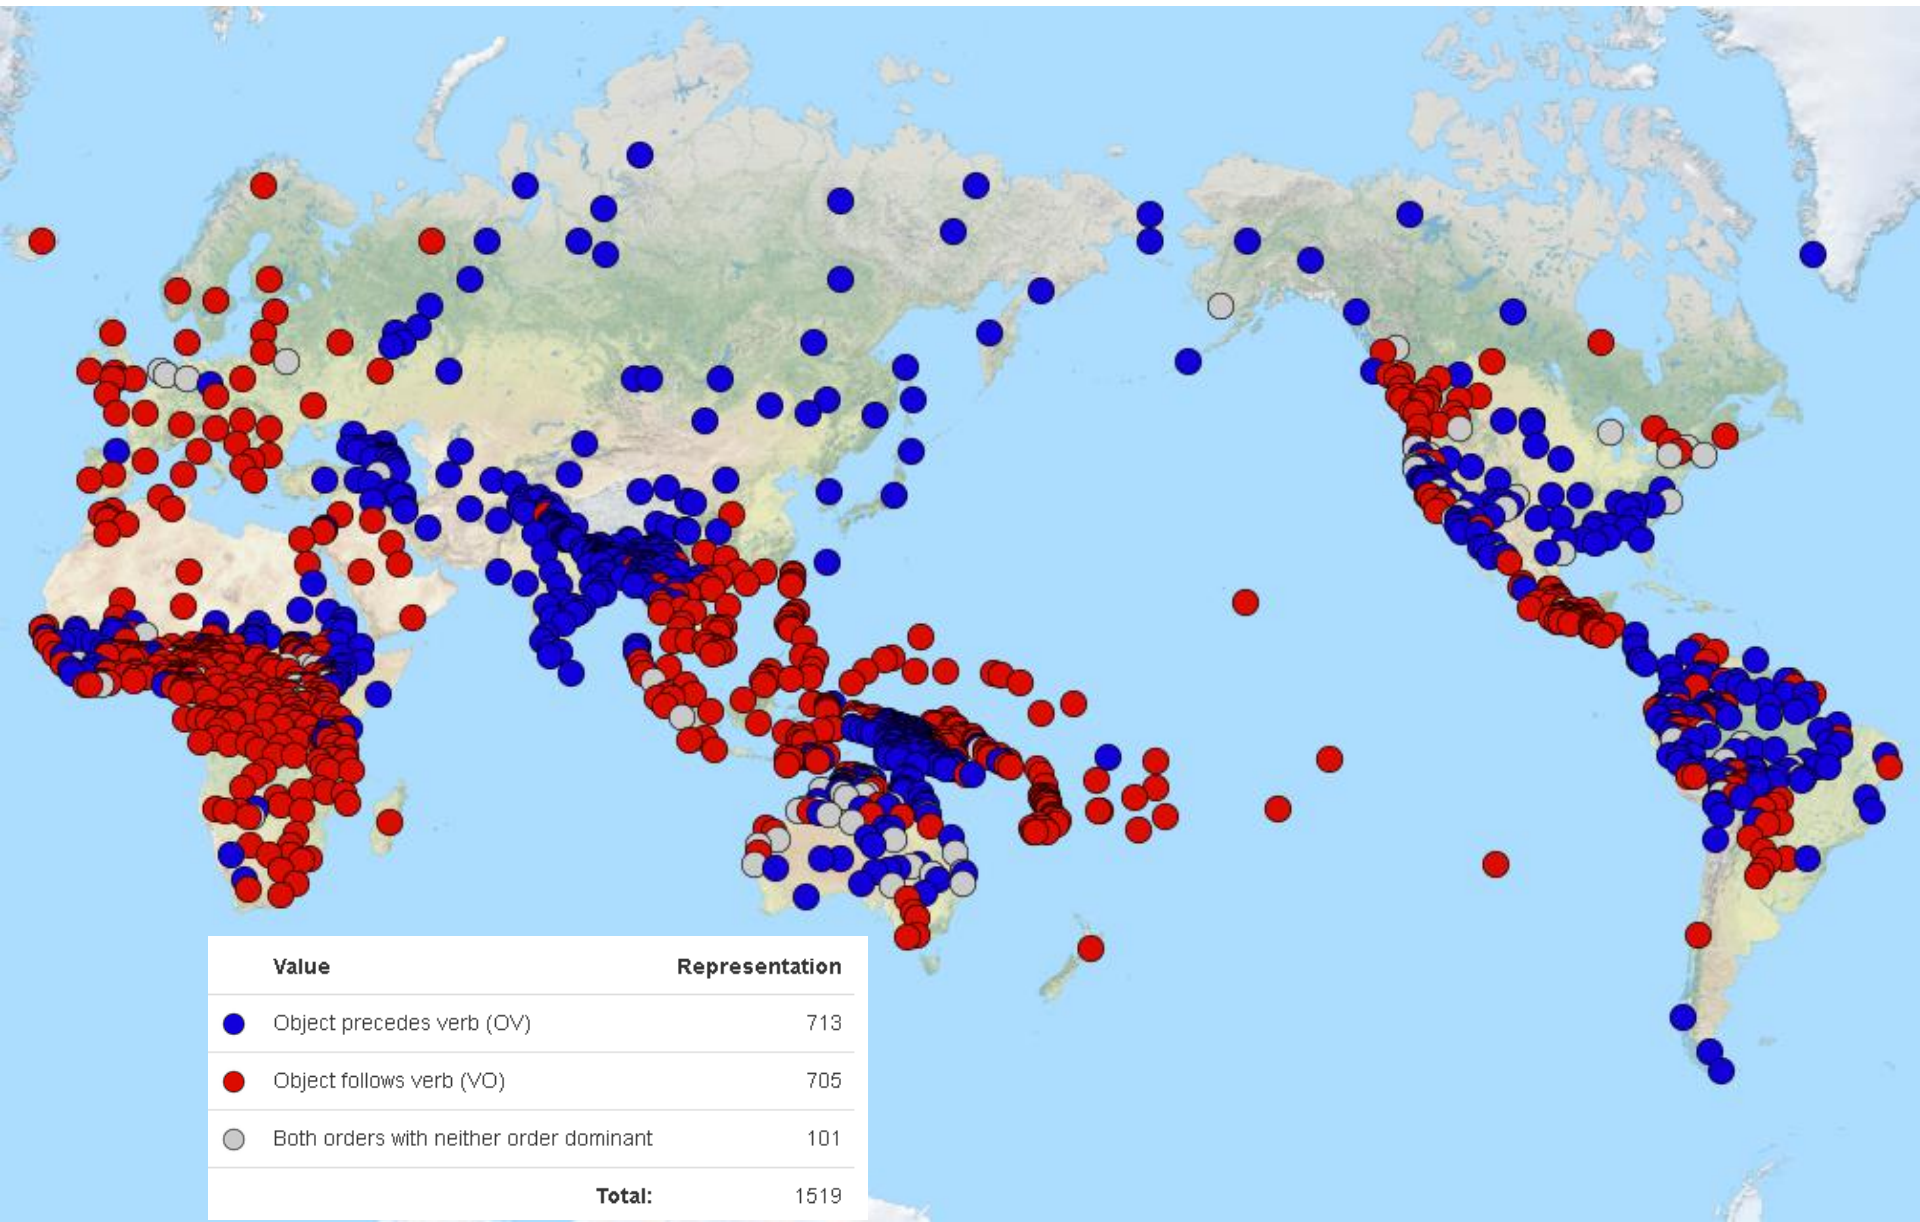 Value Representation
Object precedes verb (OV) 713
Object follows verb (VO) 705
Both orders with neither order dominant 101
Total: 1519